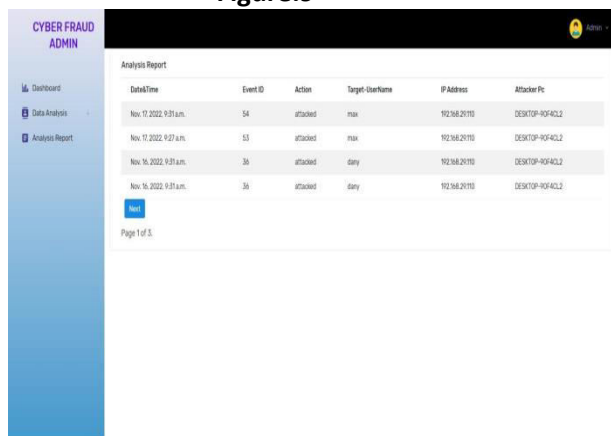 CYBER FRAUD
ADMIN
Admin
Dashboard
Data Analysis
Analysis Report
Analysis Report
Date&Time Event ID Action Target-UserName IP Address Attacker Pc
Nov. 17, 2022, 9:31 a.m. 54 attacked max 192.168.29.110 DESKTOP-9OF4CL2
Nov. 17, 2022, 9:27 a.m. 53 attacked max 192.168.29.110 DESKTOP-9OF4CL2
Nov. 16, 2022, 9:31 a.m. 36 attacked dany 192.168.29.110 DESKTOP-9OF4CL2
Nov. 16, 2022, 9:31 a.m. 36 attacked dany 192.168.29.110 DESKTOP-9OF4CL2
Next
Page 1 of 3.